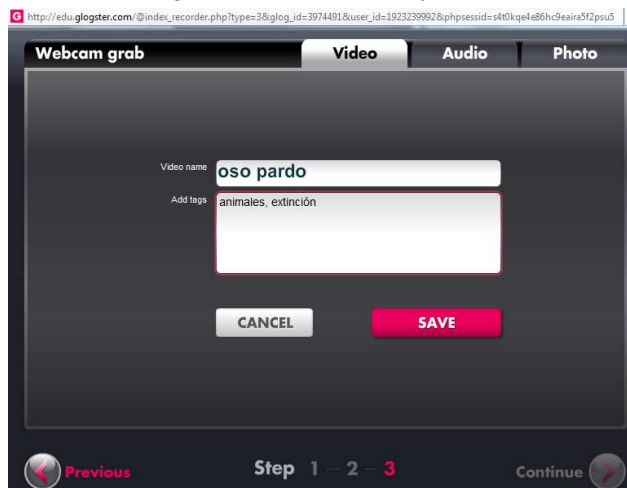 http://edu.glogster.com/@index_recorder.php?type=3&glog_id=3974491&user_id=1923239992&phpsessid=s4t0kqe4e86hc9eaira5f2psu5
Webcam grab Video Audio Photo
Video name oso pardo
Add tags animales, extinción
CANCEL SAVE
Previous Step 1 – 2 – 3 Continue